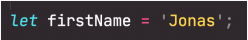 let firstName = 'Jonas';